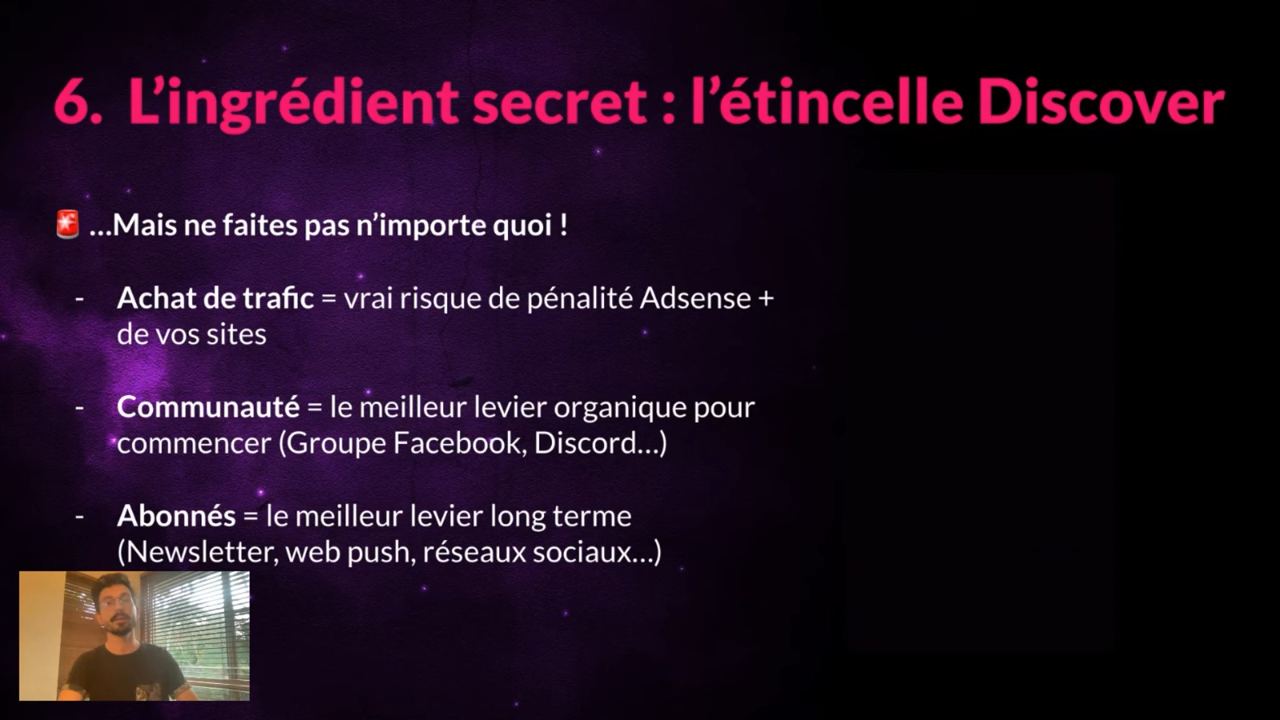 6. L’ingrédient secret : l’étincelle Discover
🚨 …Mais ne faites pas n’importe quoi !
- Achat de trafic = vrai risque de pénalité Adsense +
de vos sites
- Communauté = le meilleur levier organique pour
commencer (Groupe Facebook, Discord…)
- Abonnés = le meilleur levier long terme
(Newsletter, web push, réseaux sociaux…)